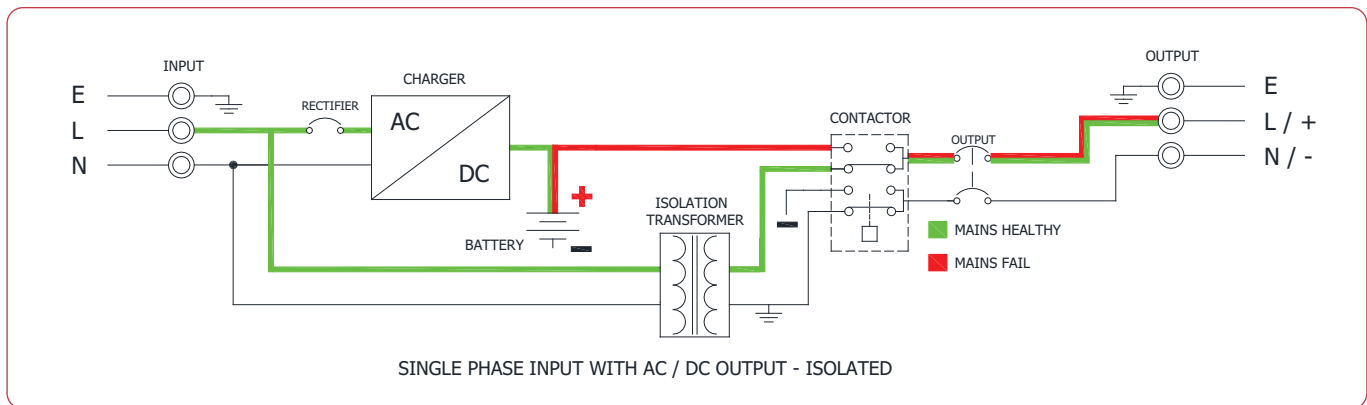 INPUT
E
L
N
RECTIFIER
CHARGER
AC
DC
BATTERY
+
-
ISOLATION
TRANSFORMER
-
CONTACTOR
OUTPUT
OUTPUT
E
L / +
N / -
MAINS HEALTHY
MAINS FAIL
SINGLE PHASE INPUT WITH AC / DC OUTPUT - ISOLATED